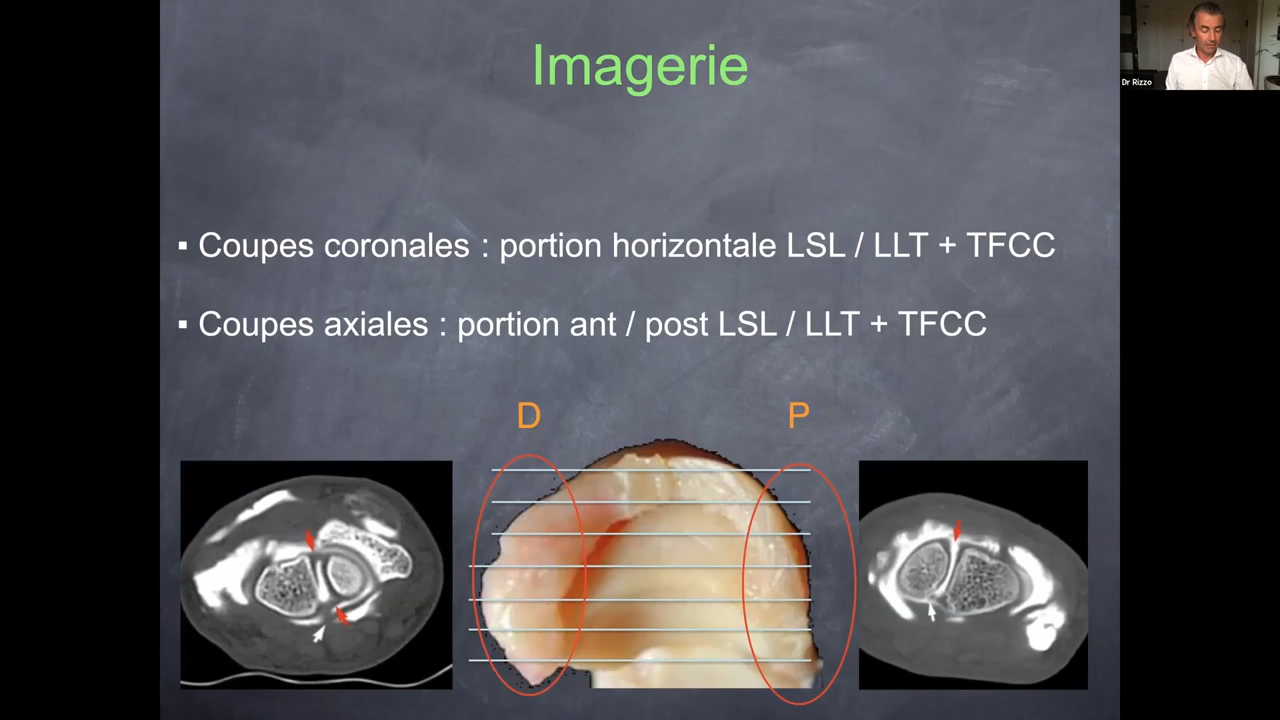 Imagerie
Dr Rizzo
▪ Coupes coronales : portion horizontale LSL / LLT + TFCC
▪ Coupes axiales : portion ant / post LSL / LLT + TFCC
D
P